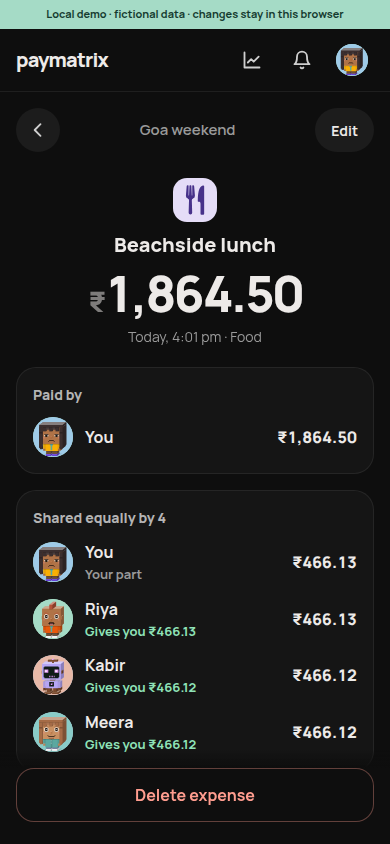 Local demo · fictional data · changes stay in this browser
paymatrix
Goa weekend
Edit
Beachside lunch
₹1,864.50
Today, 4:01 pm · Food
Paid by
You
₹1,864.50
Shared equally by 4
You
₹466.13
Your part
Riya
₹466.13
Gives you ₹466.13
Kabir
₹466.12
Gives you ₹466.12
Meera
₹466.12
Gives you ₹466.12
Delete expense